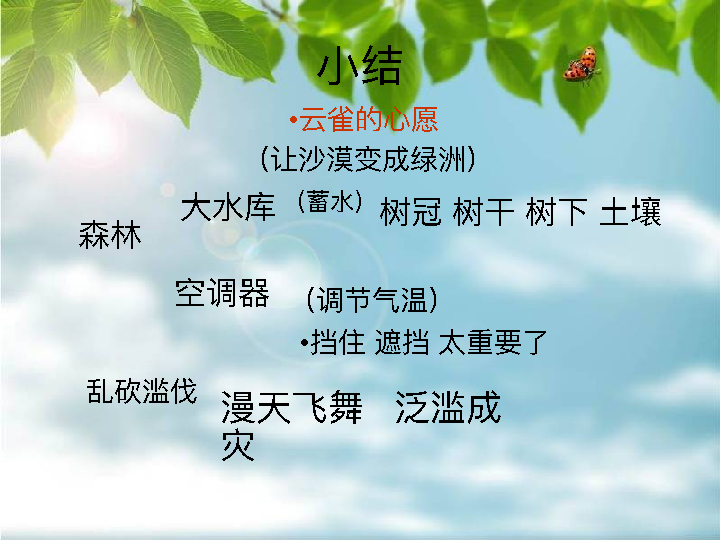 小结
•云雀的心愿
（让沙漠变成绿洲）
大水库 （蓄水） 树冠 树干 树下 土壤
森林
空调器 （调节气温）
•挡住 遮挡 太重要了
乱砍滥伐
漫天飞舞 泛滥成
灾